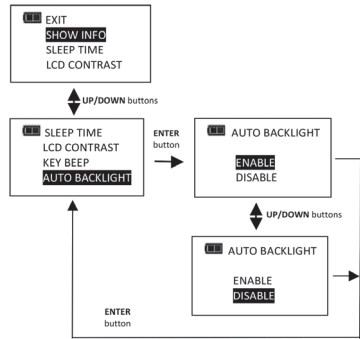 EXIT
SHOW INFO
SLEEP TIME
LCD CONTRAST
UP/DOWN buttons
SLEEP TIME
LCD CONTRAST
KEY BEEP
AUTO BACKLIGHT
ENTER
button
AUTO BACKLIGHT
ENABLE
DISABLE
UP/DOWN buttons
AUTO BACKLIGHT
ENABLE
DISABLE
ENTER
button